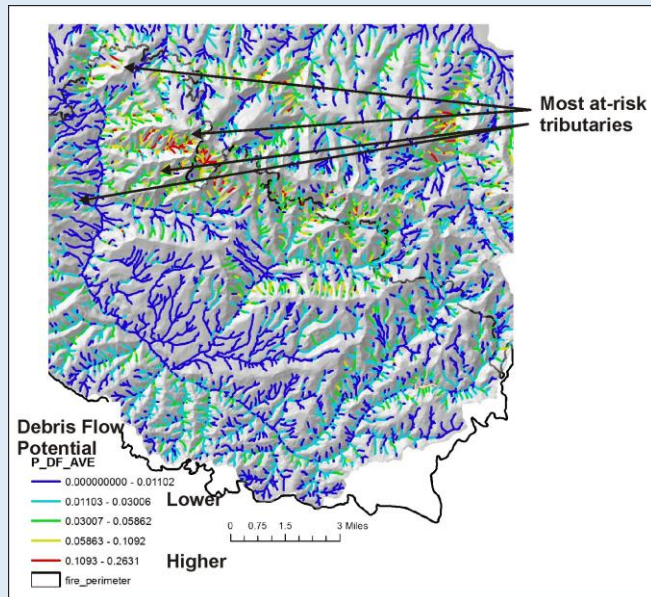 Most at-risk
tributaries
Debris Flow
Potential
P_DF_AVE
0.000000000 - 0.01102
0.01103 - 0.03006 Lower
0.03007 - 0.05862
0.05863 - 0.1092
0.1093 - 0.2631 Higher
fire_perimeter
0 0.75 1.5 3 Miles